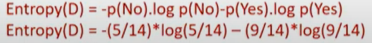 Entropy(D) = -p(No).log p(No)-p(Yes).log p(Yes)
Entropy(D) = -(5/14)*log(5/14) – (9/14)*log(9/14)